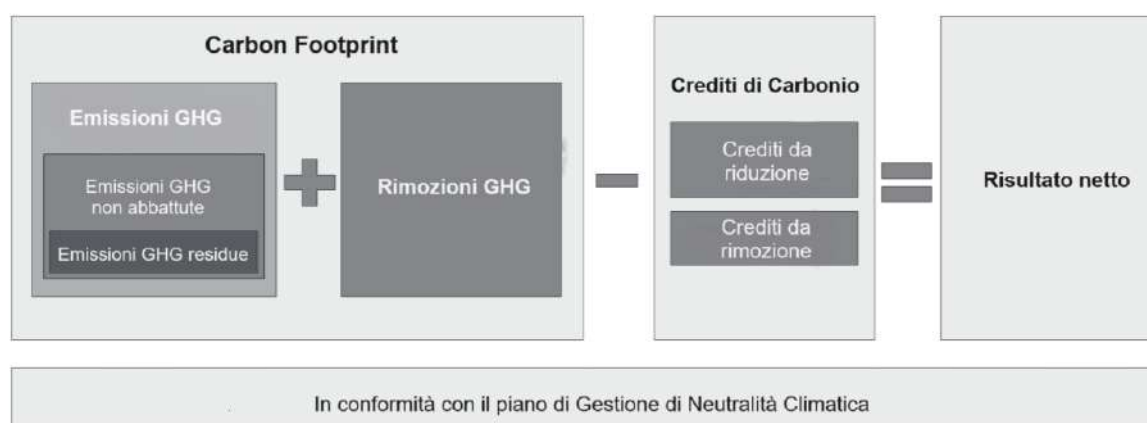 Carbon Footprint
Emissioni GHG
Emissioni GHG
non abbattute
Emissioni GHG residue
Rimozioni GHG
Crediti di Carbonio
Crediti da
riduzione
Crediti da
rimozione
Risultato netto
In conformità con il piano di Gestione di Neutralità Climatica